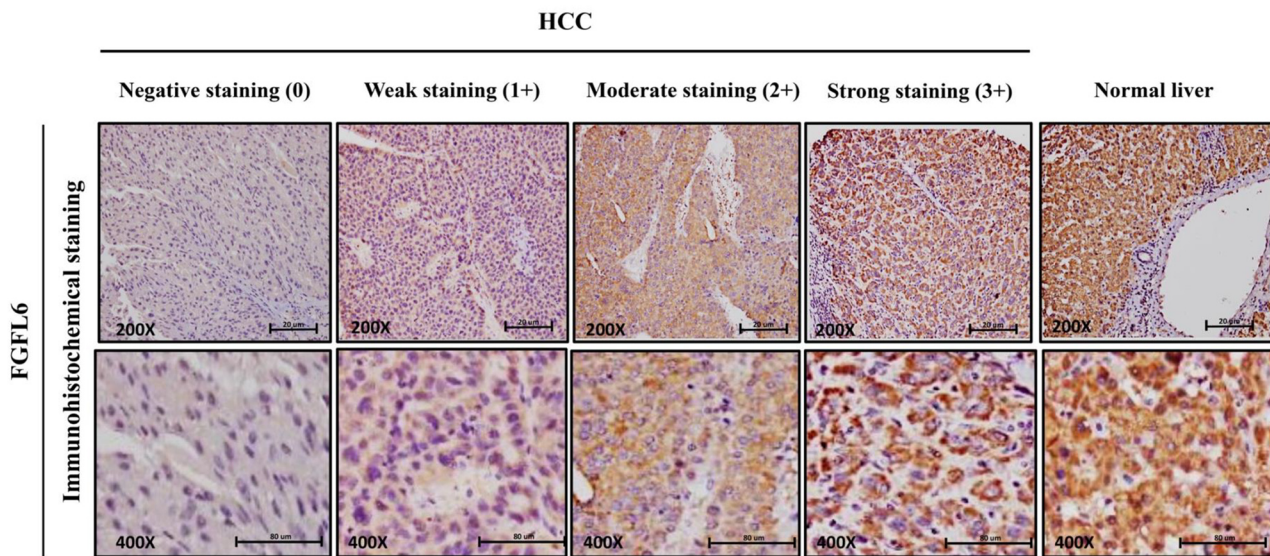 HCC
Negative staining (0)
Weak staining (1+)
Moderate staining (2+)
Strong staining (3+)
Normal liver
FGFL6
Immunohistochemical staining
200X
20 um
200X
20 um
200X
20 um
200X
20 um
200X
20 um
400X
80 um
400X
80 um
400X
80 um
400X
80 um
400X
80 um